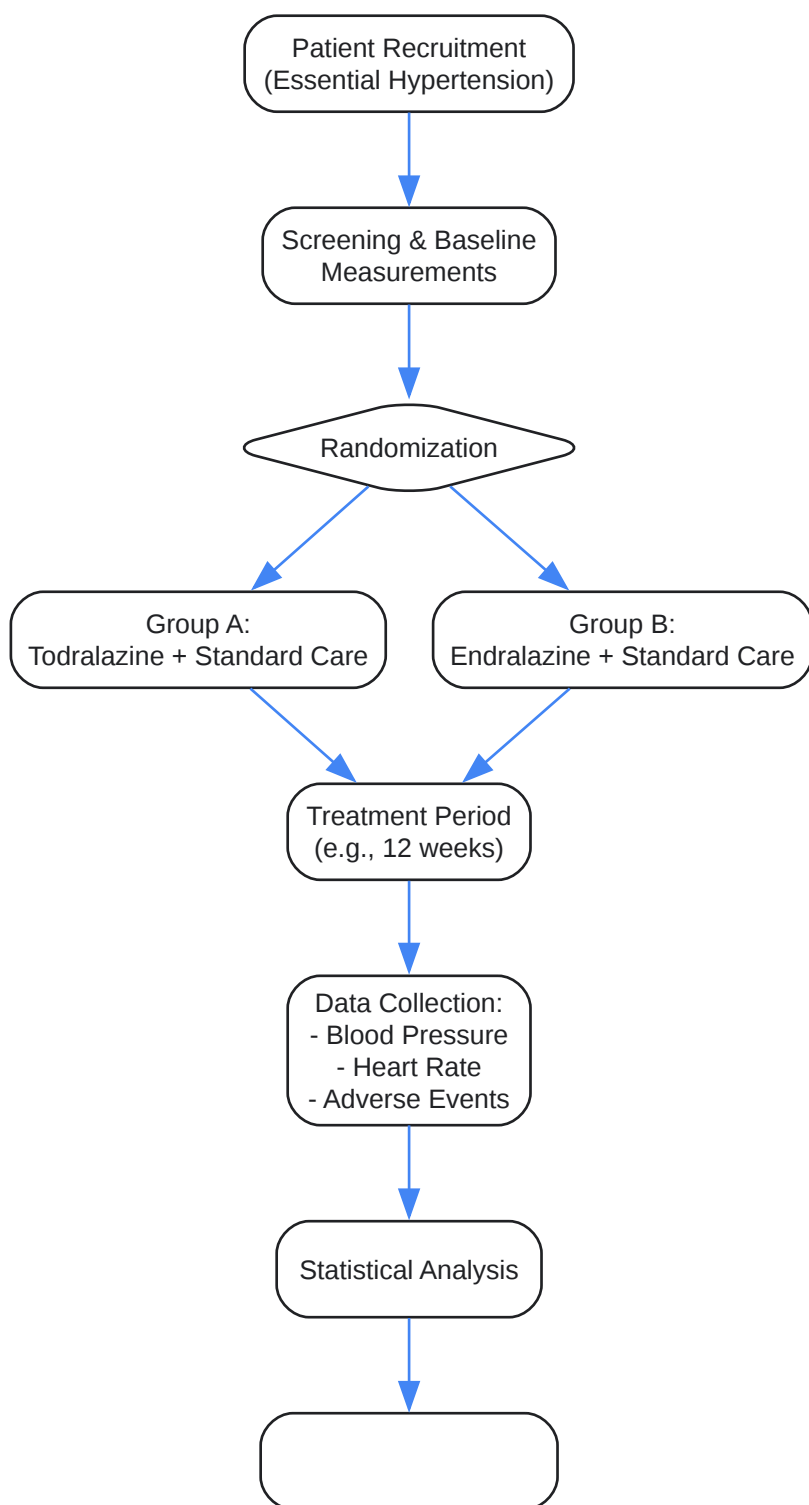 Patient Recruitment
(Essential Hypertension)
Screening & Baseline
Measurements
Randomization
Group A:
Todralazine + Standard Care
Group B:
Endralazine + Standard Care
Treatment Period
(e.g., 12 weeks)
Data Collection:
- Blood Pressure
- Heart Rate
- Adverse Events
Statistical Analysis